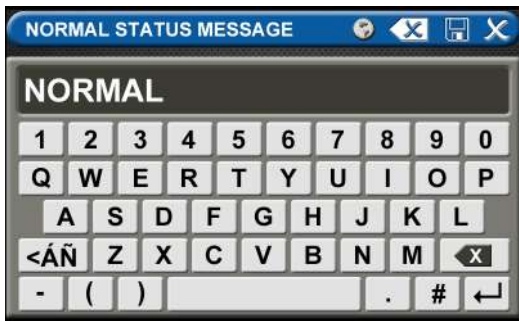 NORMAL STATUS MESSAGE
NORMAL
1 2 3 4 5 6 7 8 9 0
Q W E R T Y U I O P
A S D F G H J K L
<ÁÑ Z X C V B N M X
- ( ) . #